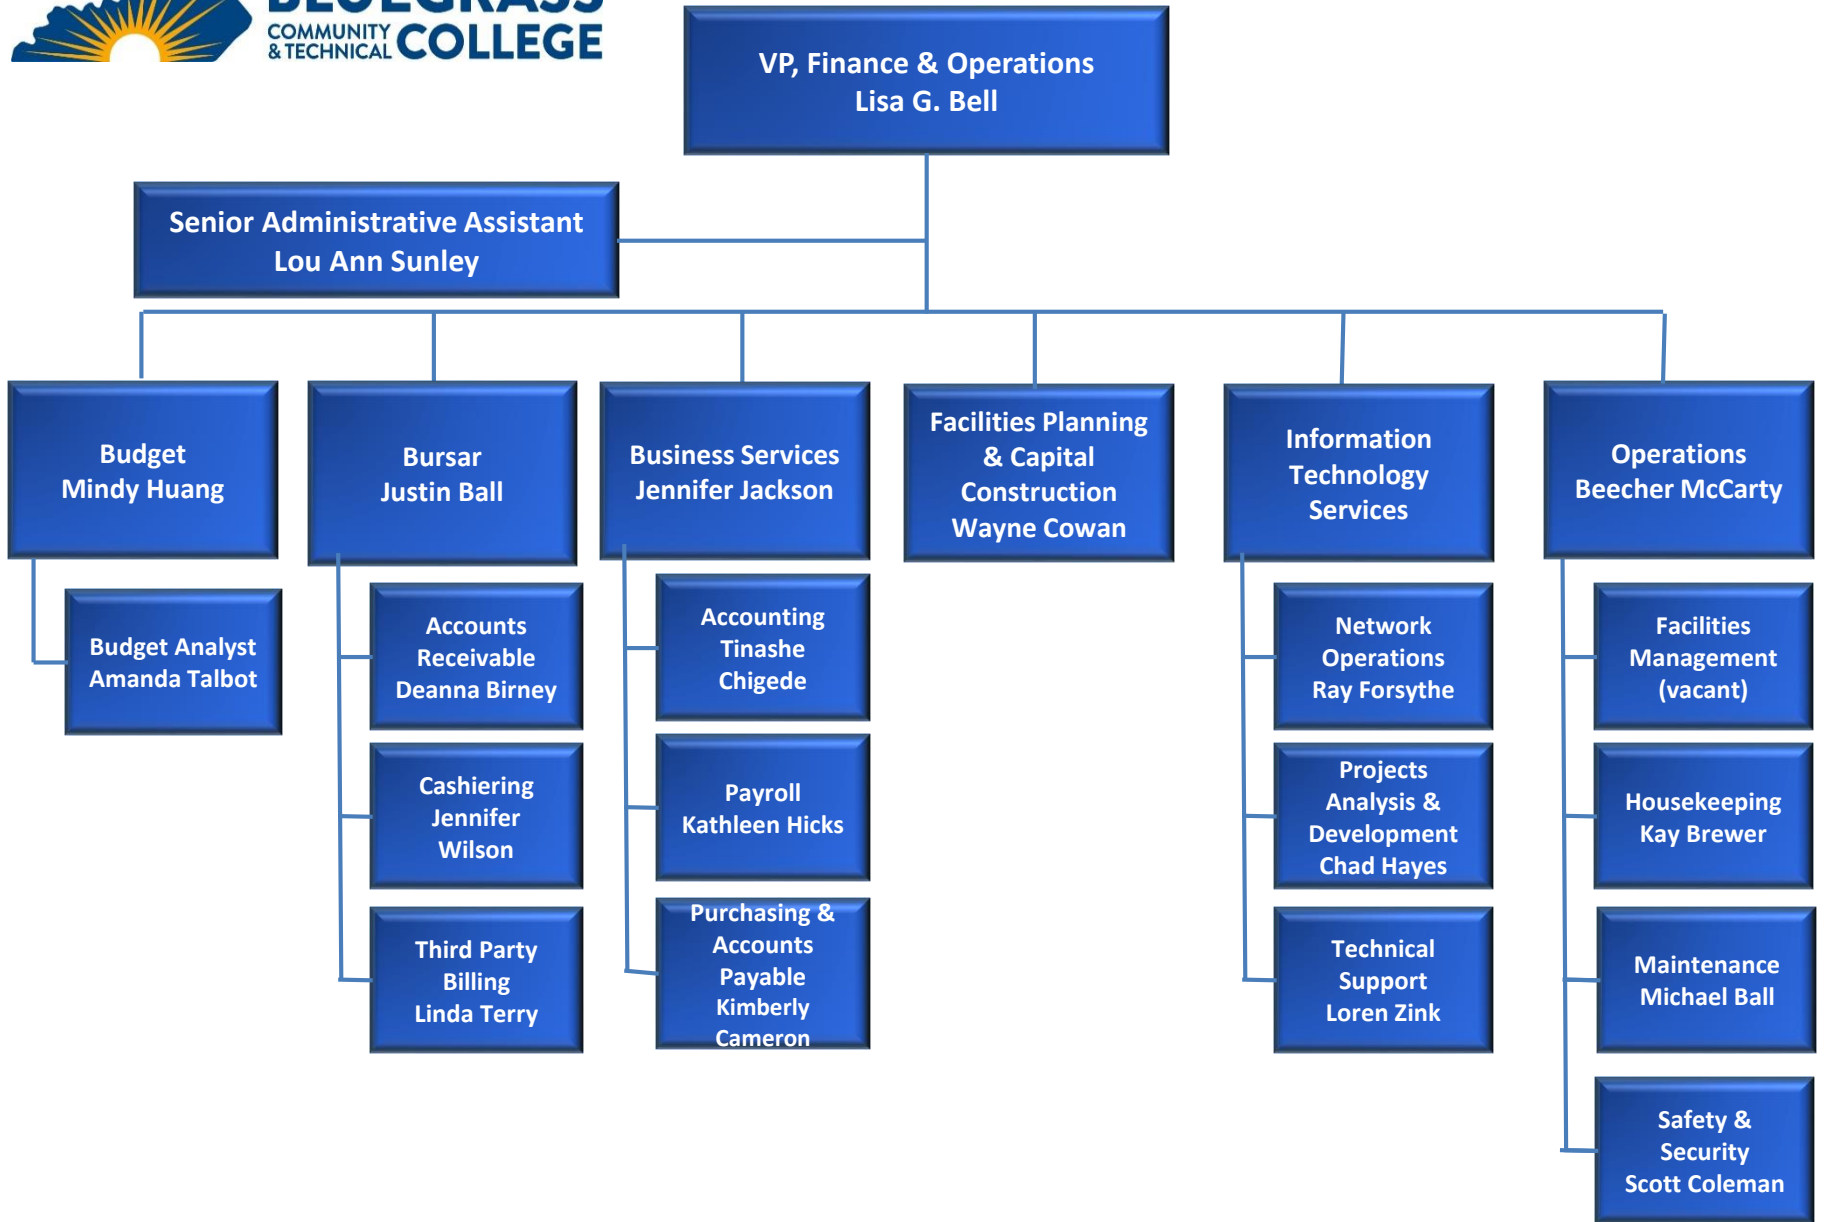 BLUEGRASS
COMMUNITY
& TECHNICAL COLLEGE
VP, Finance & Operations
Lisa G. Bell
Senior Administrative Assistant
Lou Ann Sunley
Budget
Mindy Huang
Bursar
Justin Ball
Business Services
Jennifer Jackson
Facilities Planning
& Capital
Construction
Wayne Cowan
Information
Technology
Services
Operations
Beecher McCarty
Budget Analyst
Amanda Talbot
Accounts
Receivable
Deanna Birney
Cashiering
Jennifer
Wilson
Third Party
Billing
Linda Terry
Accounting
Tinashe
Chigede
Payroll
Kathleen Hicks
Purchasing &
Accounts
Payable
Kimberly
Cameron
Network
Operations
Ray Forsythe
Projects
Analysis &
Development
Chad Hayes
Technical
Support
Loren Zink
Facilities
Management
(vacant)
Housekeeping
Kay Brewer
Maintenance
Michael Ball
Safety &
Security
Scott Coleman